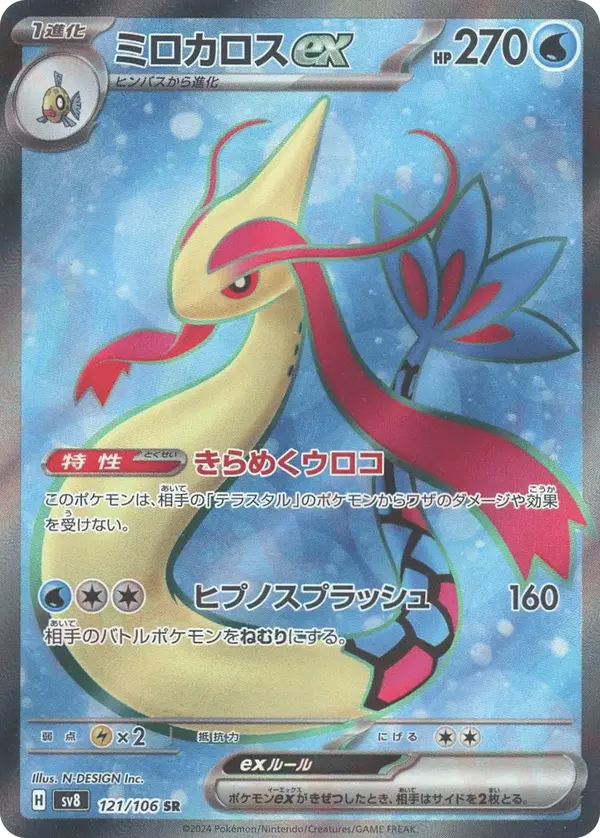 1進化
ミロカロスex
HP270
ヒンバスから進化
特性 とくせい きらめくウロコ
このポケモンは、相手の「テラスタル」のポケモンからワザのダメージや効果
を受けない。
ヒプノスプラッシュ 160
相手のバトルポケモンをねむりにする。
弱点 ×2 抵抗力 にげる
Illus. N-DESIGN Inc.
exルール
ポケモンexがきぜつしたとき、相手はサイドを2枚とる。
H sv8 121/106 SR
©2024 Pokémon/Nintendo/Creatures/GAME FREAK.